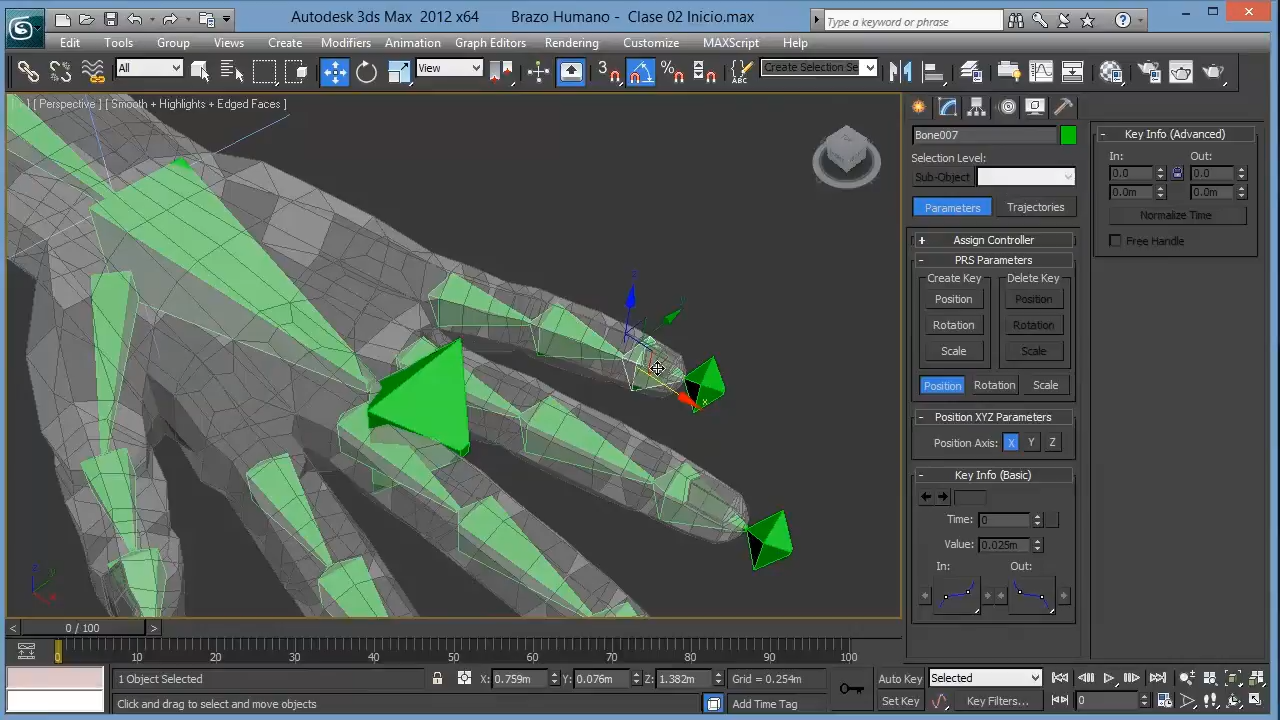 Autodesk 3ds Max 2012 x64 Brazo Humano - Clase 02 Inicio.max
Type a keyword or phrase
Edit Tools Group Views Create Modifiers Animation Graph Editors Rendering Customize MAXScript Help
All View 3 Create Selection Se
[ Perspective ] [ Smooth + Highlights + Edged Faces ]
Bone007
Selection Level:
Sub-Object
Parameters Trajectories
Assign Controller
PRS Parameters
Create Key Delete Key
Position Position
Rotation Rotation
Scale Scale
Position Rotation Scale
Position XYZ Parameters
Position Axis: X Y Z
Key Info (Basic)
Time: 0
Value: 0.025m
In: Out:
Key Info (Advanced)
In: Out:
0.0 0.0
0.0m 0.0m
Normalize Time
Free Handle
z
x
0 / 100
0 10 20 30 40 50 60 70 80 90 100
1 Object Selected X: 0.759m Y: 0.076m Z: 1.382m Grid = 0.254m Auto Key Selected
Click and drag to select and move objects Add Time Tag Set Key Key Filters... 0